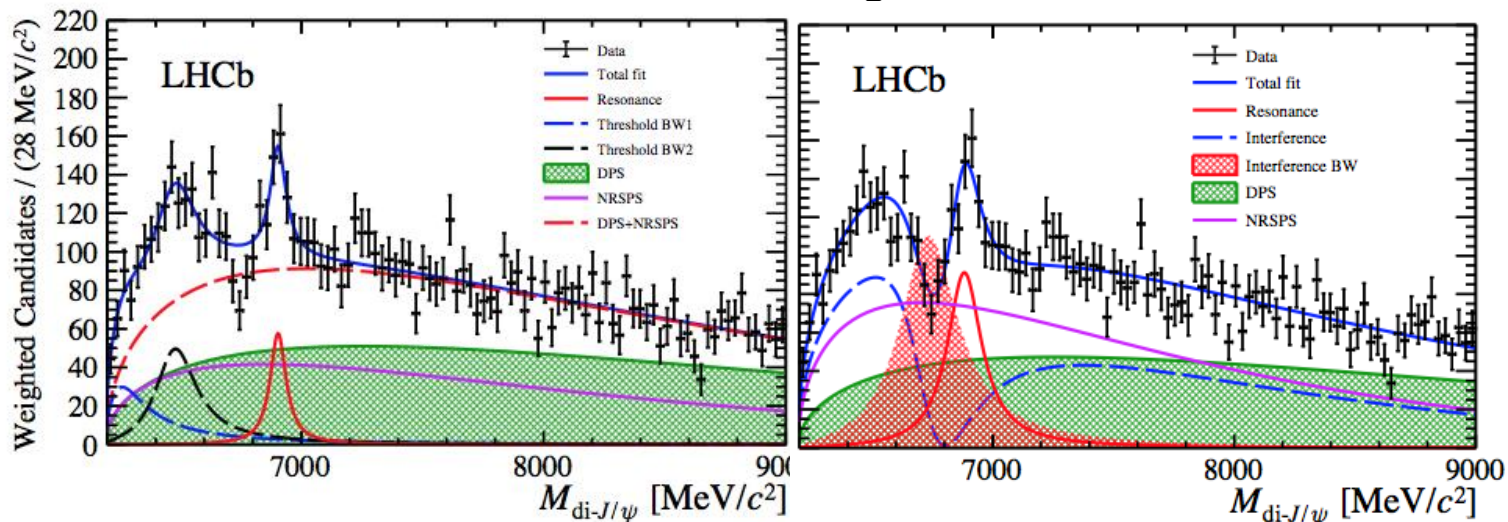 Weighted Candidates / (28 MeV/c²)
220
200
180
160
140
120
100
80
60
40
20
0
LHCb
Data
Total fit
Resonance
Threshold BW1
Threshold BW2
DPS
NRSPS
DPS+NRSPS
7000
8000
900
M di-J/ψ [MeV/c²]
LHCb
Data
Total fit
Resonance
Interference
Interference BW
DPS
NRSPS
7000
8000
9000
M di-J/ψ [MeV/c²]